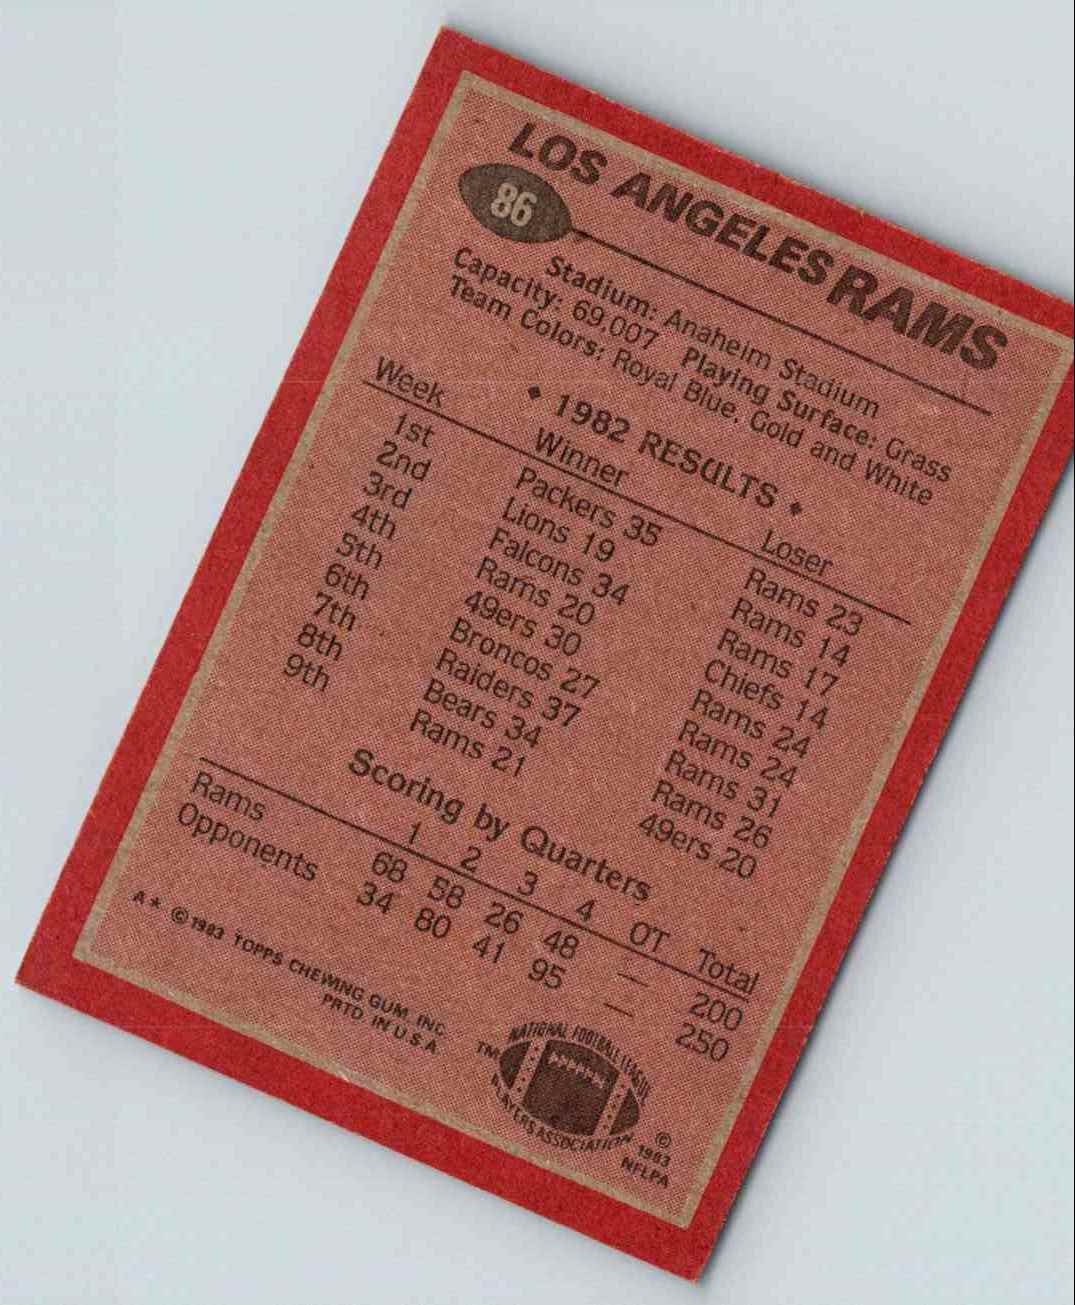 LOS ANGELES RAMS
86
Stadium: Anaheim Stadium
Capacity: 69,007 Playing Surface: Grass
Team Colors: Royal Blue, Gold and White
♦ 1982 RESULTS ♦
Week Winner Loser
1st Packers 35 Rams 23
2nd Lions 19 Rams 14
3rd Falcons 34 Rams 17
4th Rams 20 Chiefs 14
5th 49ers 30 Rams 24
6th Broncos 27 Rams 24
7th Raiders 37 Rams 31
8th Bears 34 Rams 26
9th Rams 21 49ers 20
Scoring by Quarters
1 2 3 4 OT Total
Rams 68 58 26 48 — 200
Opponents 34 80 41 95 — 250
A* © 1983 TOPPS CHEWING GUM, INC.
PRTD IN U.S.A.
NATIONAL FOOTBALL LEAGUE
TM
PLAYERS ASSOCIATION
© 1983
NFLPA